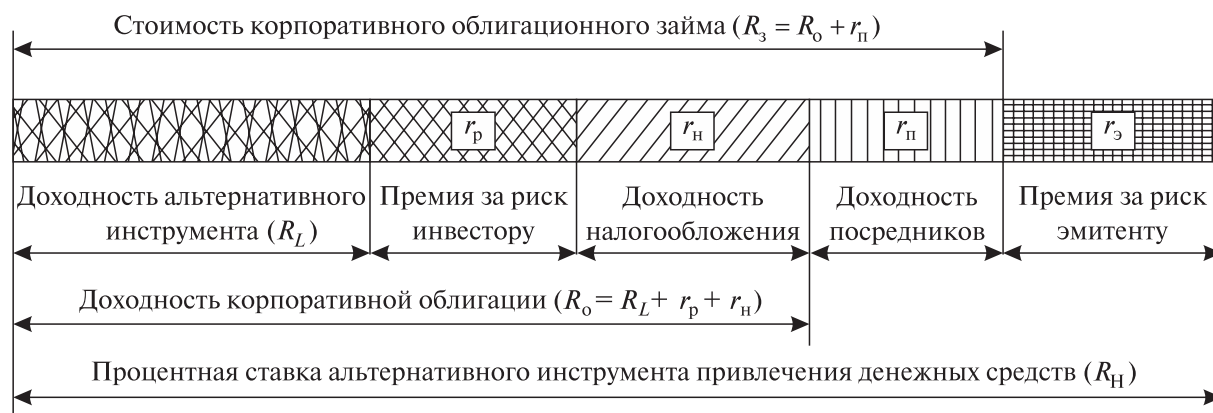 Стоимость корпоративного облигационного займа (Rз = Rо + rп)
rр rн rп rэ
Доходность альтернативного
инструмента (RL)
Премия за риск
инвестору
Доходность
налогообложения
Доходность
посредников
Премия за риск
эмитенту
Доходность корпоративной облигации (Rо = RL + rр + rн)
Процентная ставка альтернативного инструмента привлечения денежных средств (RН)